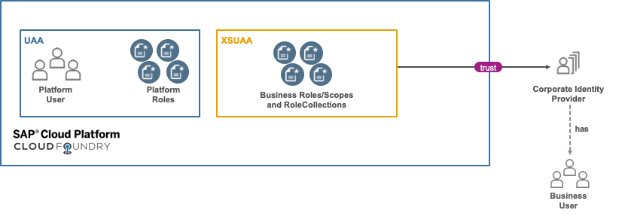 UAA
XSUAA
Platform
User
Platform
Roles
Business Roles/Scopes
and RoleCollections
trust
Corporate Identity
Provider
has
Business
User
SAP® Cloud Platform
CLOUD FOUNDRY